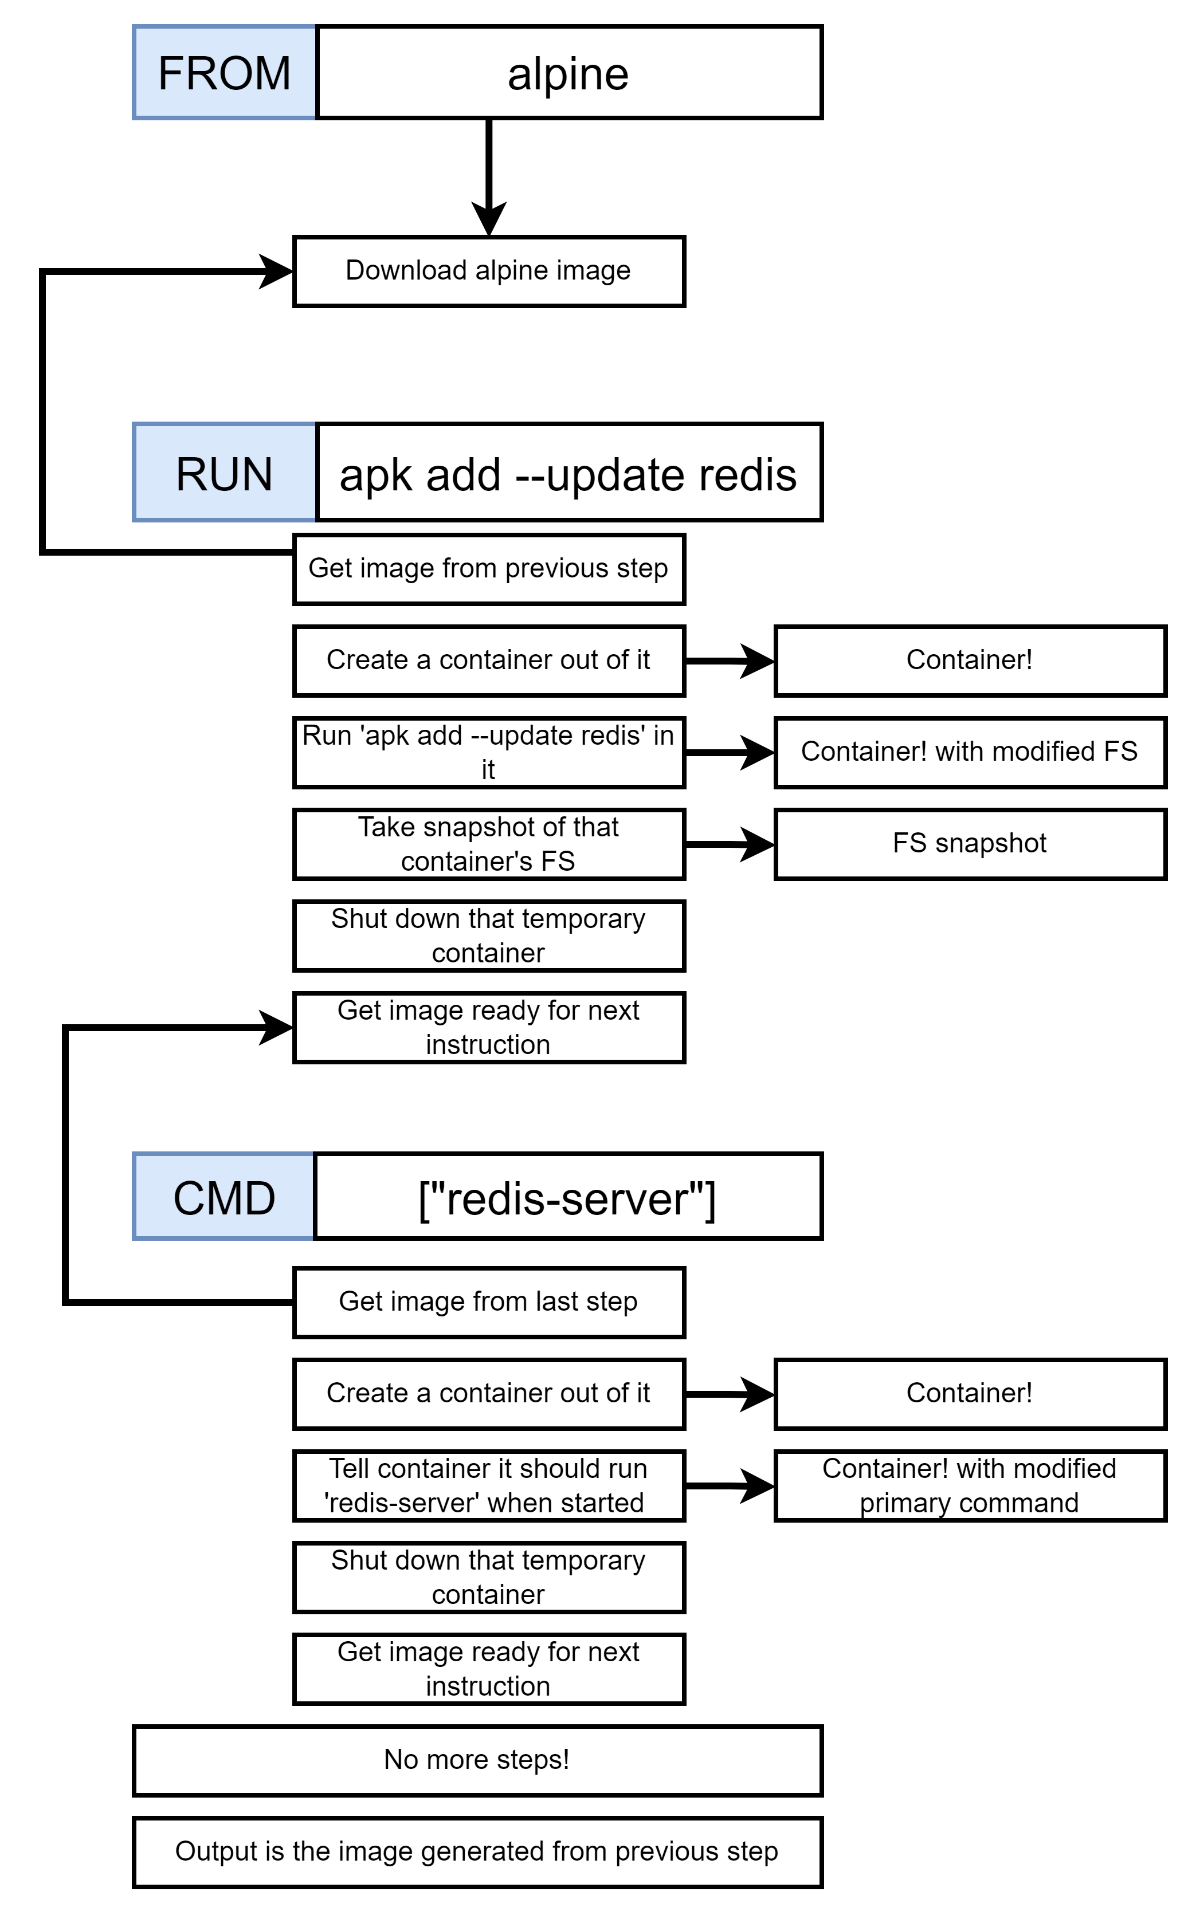 FROM alpine
Download alpine image
RUN apk add --update redis
Get image from previous step
Create a container out of it
Container!
Run 'apk add --update redis' in
it
Container! with modified FS
Take snapshot of that
container's FS
FS snapshot
Shut down that temporary
container
Get image ready for next
instruction
CMD ["redis-server"]
Get image from last step
Create a container out of it
Container!
Tell container it should run
'redis-server' when started
Container! with modified
primary command
Shut down that temporary
container
Get image ready for next
instruction
No more steps!
Output is the image generated from previous step